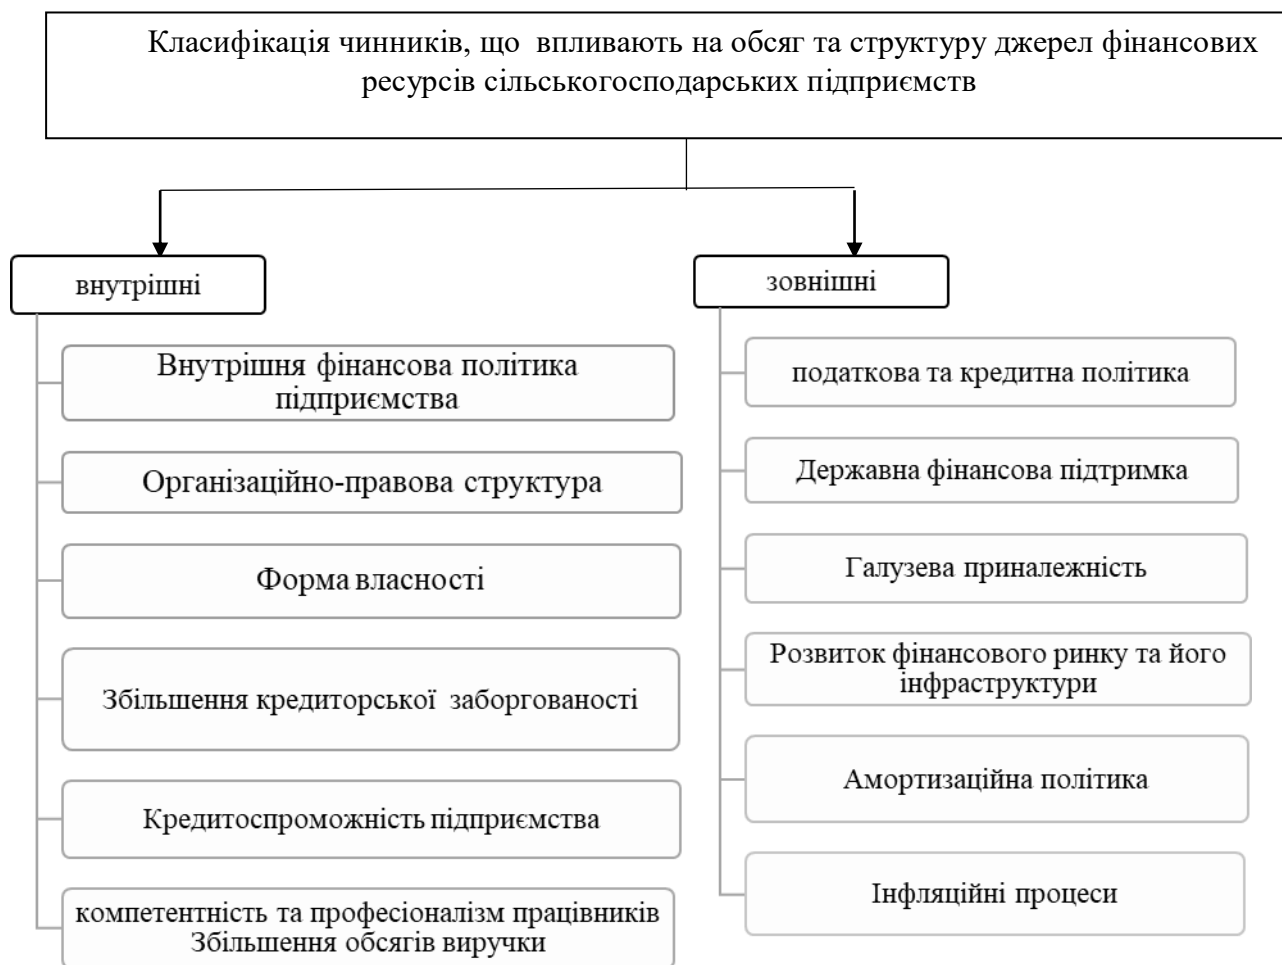 Класифікація чинників, що впливають на обсяг та структуру джерел фінансових
ресурсів сільськогосподарських підприємств
внутрішні
Внутрішня фінансова політика
підприємства
Організаційно-правова структура
Форма власності
Збільшення кредиторської заборгованості
Кредитоспроможність підприємства
компетентність та професіоналізм працівників
Збільшення обсягів виручки
зовнішні
податкова та кредитна політика
Державна фінансова підтримка
Галузева приналежність
Розвиток фінансового ринку та його
інфраструктури
Амортизаційна політика
Інфляційні процеси